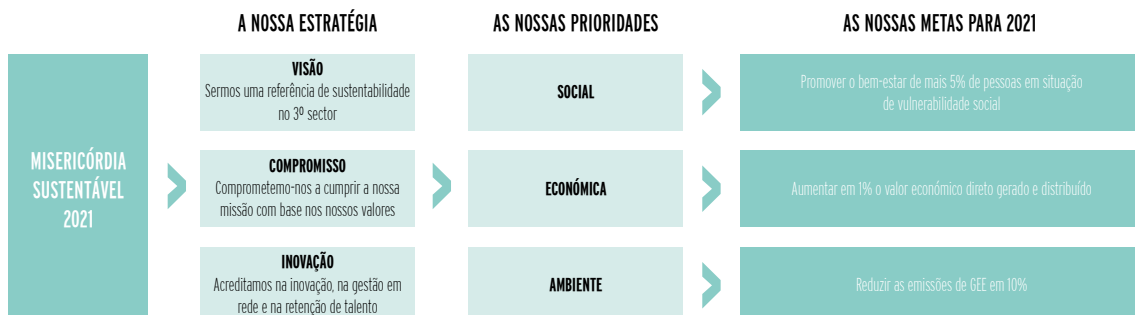 A NOSSA ESTRATÉGIA
AS NOSSAS PRIORIDADES
AS NOSSAS METAS PARA 2021
MISERICÓRDIA
SUSTENTÁVEL
2021
VISÃO
Sermos uma referência de sustentabilidade
no 3º sector
SOCIAL
Promover o bem-estar de mais 5% de pessoas em situação
de vulnerabilidade social
COMPROMISSO
Comprometemo-nos a cumprir a nossa
missão com base nos nossos valores
ECONÓMICA
Aumentar em 1% o valor económico direto gerado e distribuído
INOVAÇÃO
Acreditamos na inovação, na gestão em
rede e na retenção de talento
AMBIENTE
Reduzir as emissões de GEE em 10%